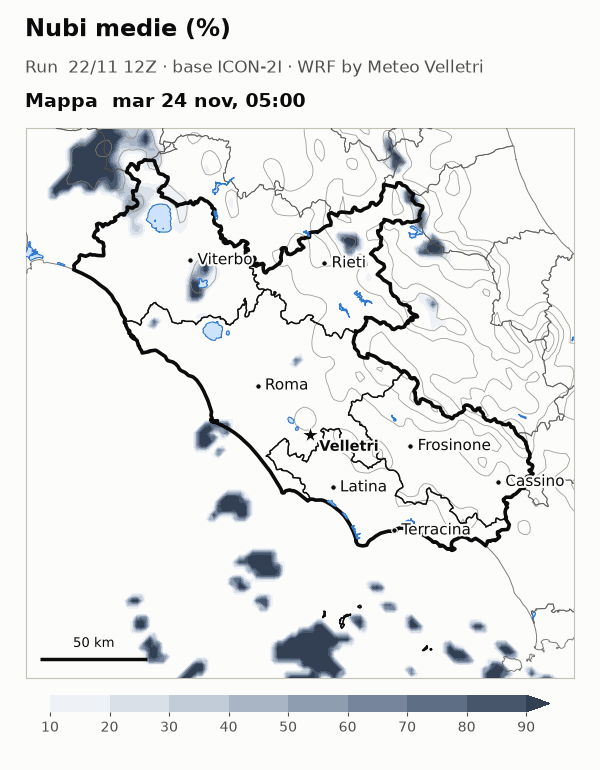 Nubi medie (%)
Run  22/11 12Z · base ICON-2I · WRF by Meteo Velletri
Mappa  mar 24 nov, 05:00
Viterbo
Rieti
Roma
Velletri
Frosinone
Latina
Cassino
Terracina
50 km
10 20 30 40 50 60 70 80 90